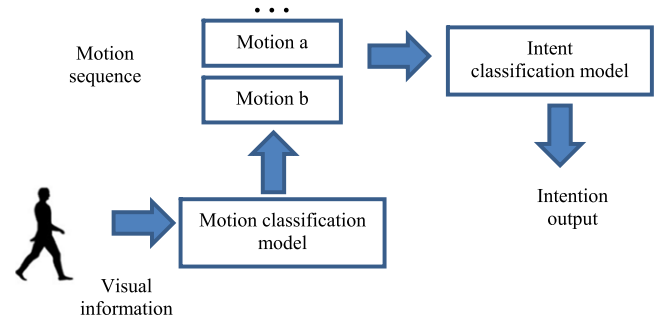 ...
Motion
sequence
Motion a
Motion b
Intent
classification model
Motion classification
model
Intention
output
Visual
information